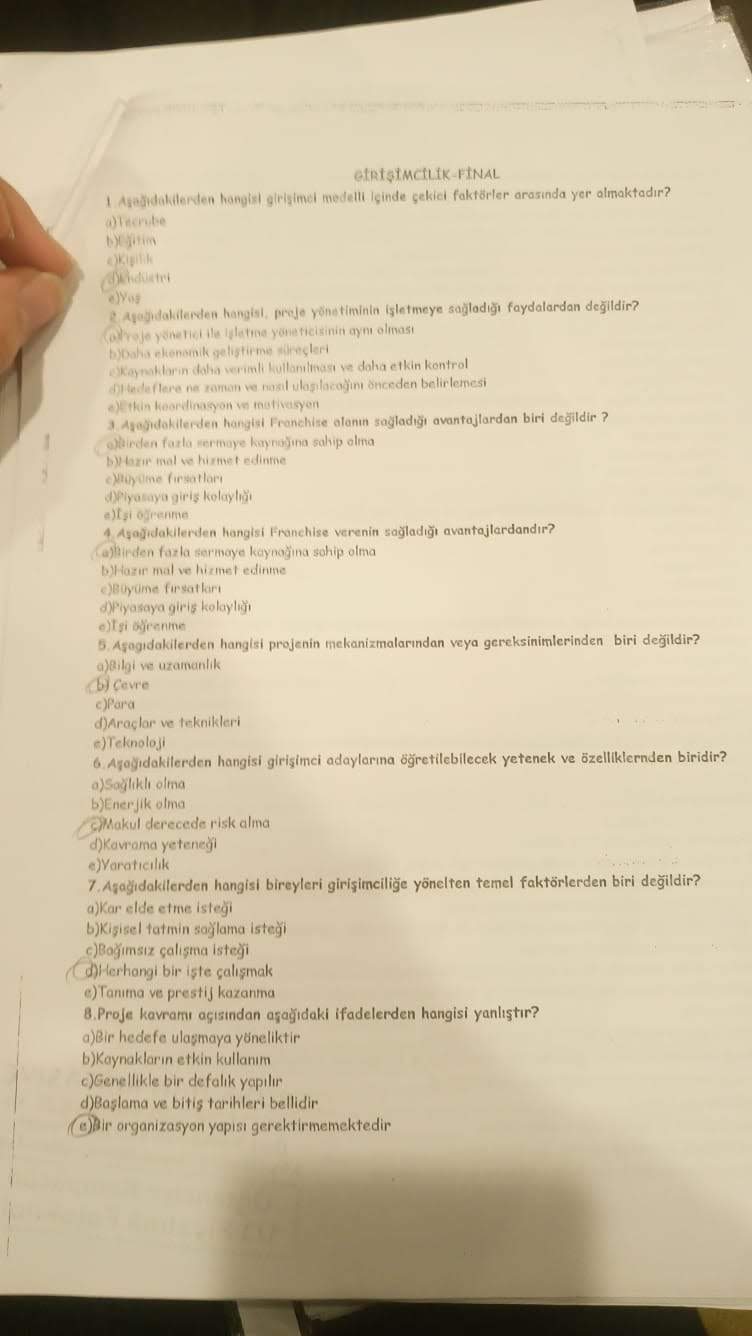 GİRİŞİMCİLİK-FİNAL
1. Aşağıdakilerden hangisi girişimci modelli içinde çekici faktörler arasında yer almaktadır?
a)Tecrube
b)Eğitim
c)Kişilik
d)Endüstri
e)Yaş
2. Aşağıdakilerden hangisi, proje yönetiminin işletmeye sağladığı faydalardan değildir?
a)Proje yönetici ile işletme yöneticisinin aynı olması
b)Daha ekonomik geliştirme süreçleri
c)Kaynakların daha verimli kullanılması ve daha etkin kontrol
d)Hedeflere ne zaman ve nasıl ulaşılacağını önceden belirlemesi
e)Etkin koordinasyon ve motivasyon
3. Aşağıdakilerden hangisi Franchise alanın sağladığı avantajlardan biri değildir ?
a)Birden fazla sermaye kaynağına sahip olma
b)Hazır mal ve hizmet edinme
c)Büyüme fırsatları
d)Piyasaya giriş kolaylığı
e)İşi öğrenme
4. Aşağıdakilerden hangisi Franchise verenin sağladığı avantajlardandır?
a)Birden fazla sermaye kaynağına sahip olma
b)Hazır mal ve hizmet edinme
c)Büyüme fırsatları
d)Piyasaya giriş kolaylığı
e)İşi öğrenme
5. Aşagıdakilerden hangisi projenin mekanizmalarından veya gereksinimlerinden biri değildir?
a)Bilgi ve uzamanlık
b) Çevre
c)Para
d)Araçlar ve teknikleri
e)Teknoloji
6. Aşağıdakilerden hangisi girişimci adaylarına öğretilebilecek yetenek ve özelliklernden biridir?
a)Sağlıklı olma
b)Enerjik olma
c)Makul derecede risk alma
d)Kavrama yeteneği
e)Yaratıcılık
7.Aşağıdakilerden hangisi bireyleri girişimciliğe yönelten temel faktörlerden biri değildir?
a)Kar elde etme isteği
b)Kişisel tatmin sağlama isteği
c)Bağımsız çalışma isteği
d)Herhangi bir işte çalışmak
e)Tanıma ve prestij kazanma
8.Proje kavramı açısından aşağıdaki ifadelerden hangisi yanlıştır?
a)Bir hedefe ulaşmaya yöneliktir
b)Kaynakların etkin kullanım
c)Genellikle bir defalık yapılır
d)Başlama ve bitiş tarihleri bellidir
e)Bir organizasyon yapısı gerektirmemektedir